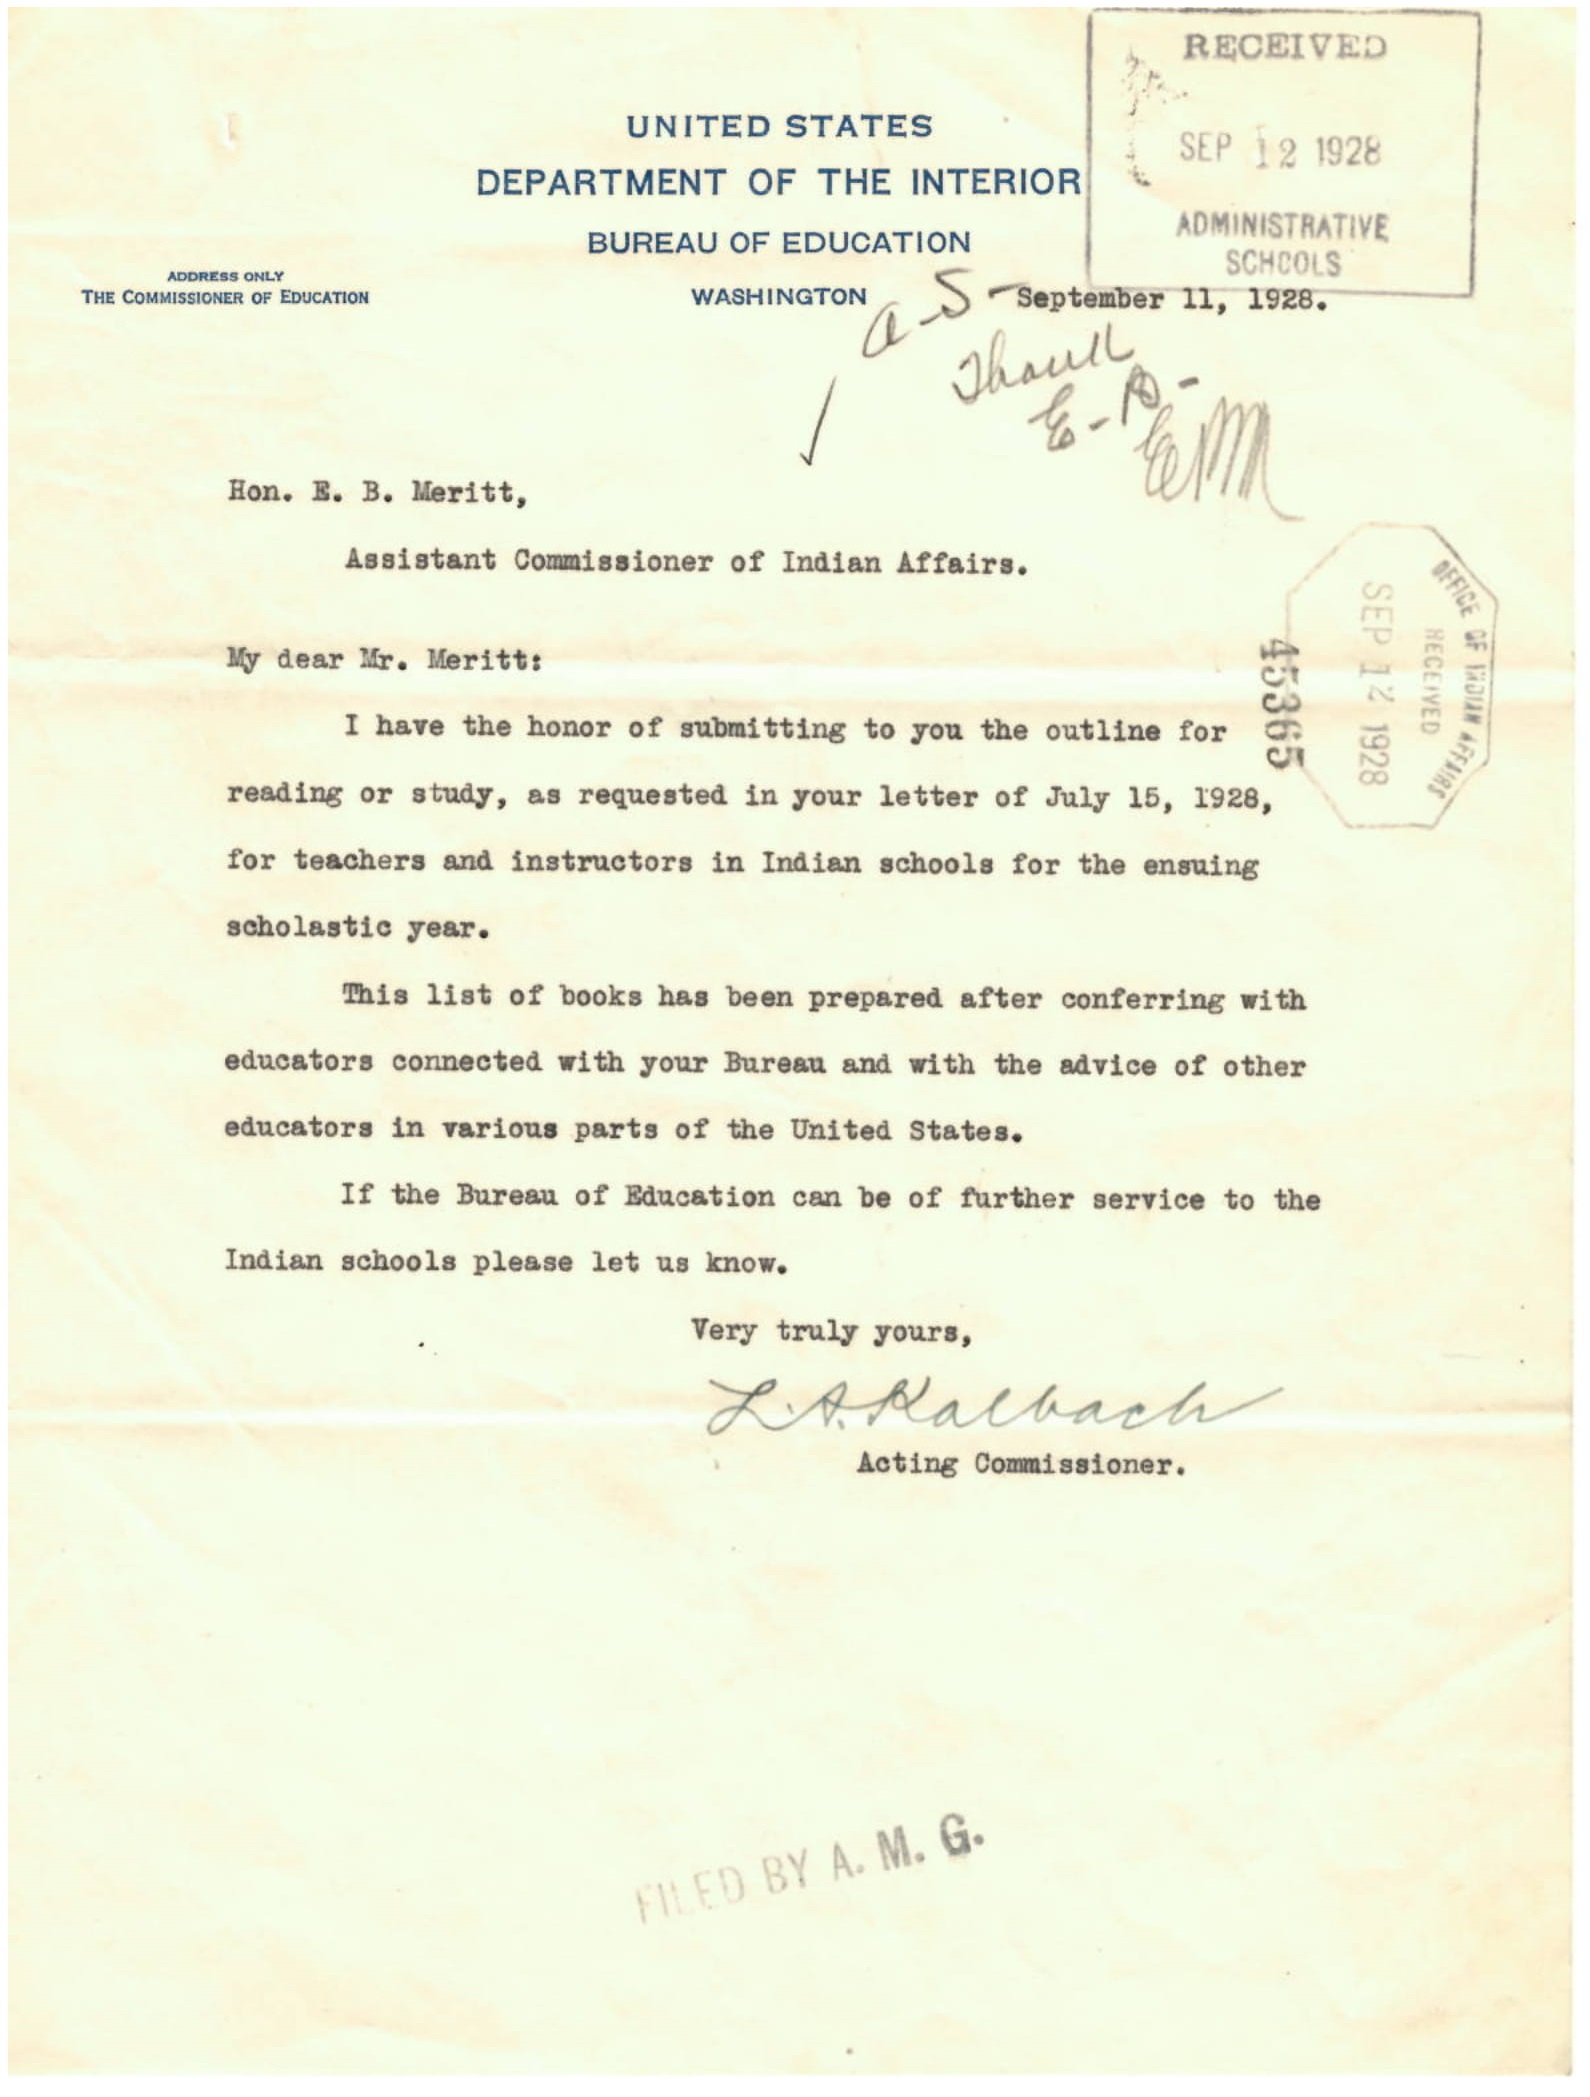 RECEIVED
SEP 12 1928
ADMINISTRATIVE
SCHOOLS
UNITED STATES
DEPARTMENT OF THE INTERIOR
BUREAU OF EDUCATION
WASHINGTON
ADDRESS ONLY
THE COMMISSIONER OF EDUCATION
September 11, 1928.
a-S-
Thank
E-B-
EBM
Hon. E. B. Meritt,
Assistant Commissioner of Indian Affairs.
OFFICE OF INDIAN AFFAIRS
RECEIVED
SEP 12 1928
45365
My dear Mr. Meritt:
I have the honor of submitting to you the outline for
reading or study, as requested in your letter of July 15, 1928,
for teachers and instructors in Indian schools for the ensuing
scholastic year.
This list of books has been prepared after conferring with
educators connected with your Bureau and with the advice of other
educators in various parts of the United States.
If the Bureau of Education can be of further service to the
Indian schools please let us know.
Very truly yours,
L.A. Kalbach
Acting Commissioner.
FILED BY A. M. G.